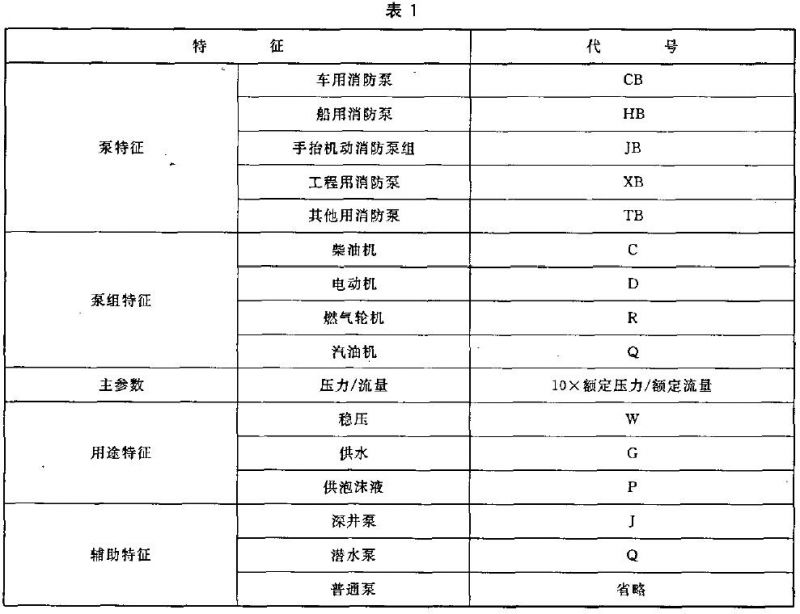 表 1
特 征 代 号
泵特征 车用消防泵 CB
船用消防泵 HB
手抬机动消防泵组 JB
工程用消防泵 XB
其他用消防泵 TB
泵组特征 柴油机 C
电动机 D
燃气轮机 R
汽油机 Q
主参数 压力/流量 10×额定压力/额定流量
用途特征 稳压 W
供水 G
供泡沫液 P
辅助特征 深井泵 J
潜水泵 Q
普通泵 省略